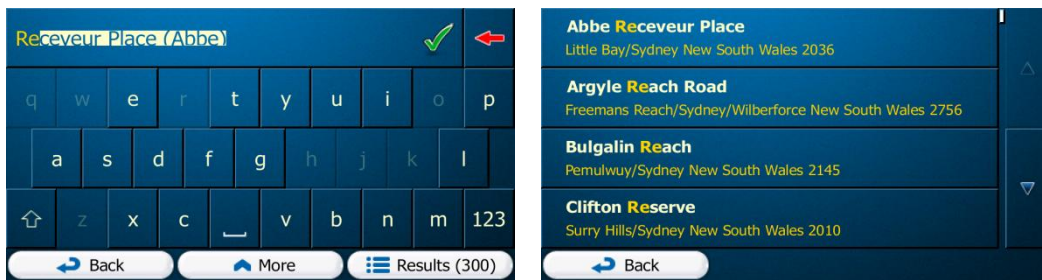 Receveur Place (Abbe)
q w e r t y u i o p
a s d f g h j k l
z x c v b n m 123
Back More Results (300)
Abbe Receveur Place
Little Bay/Sydney New South Wales 2036
Argyle Reach Road
Freemans Reach/Sydney/Wilberforce New South Wales 2756
Bulgalin Reach
Pemulwuy/Sydney New South Wales 2145
Clifton Reserve
Surry Hills/Sydney New South Wales 2010
Back